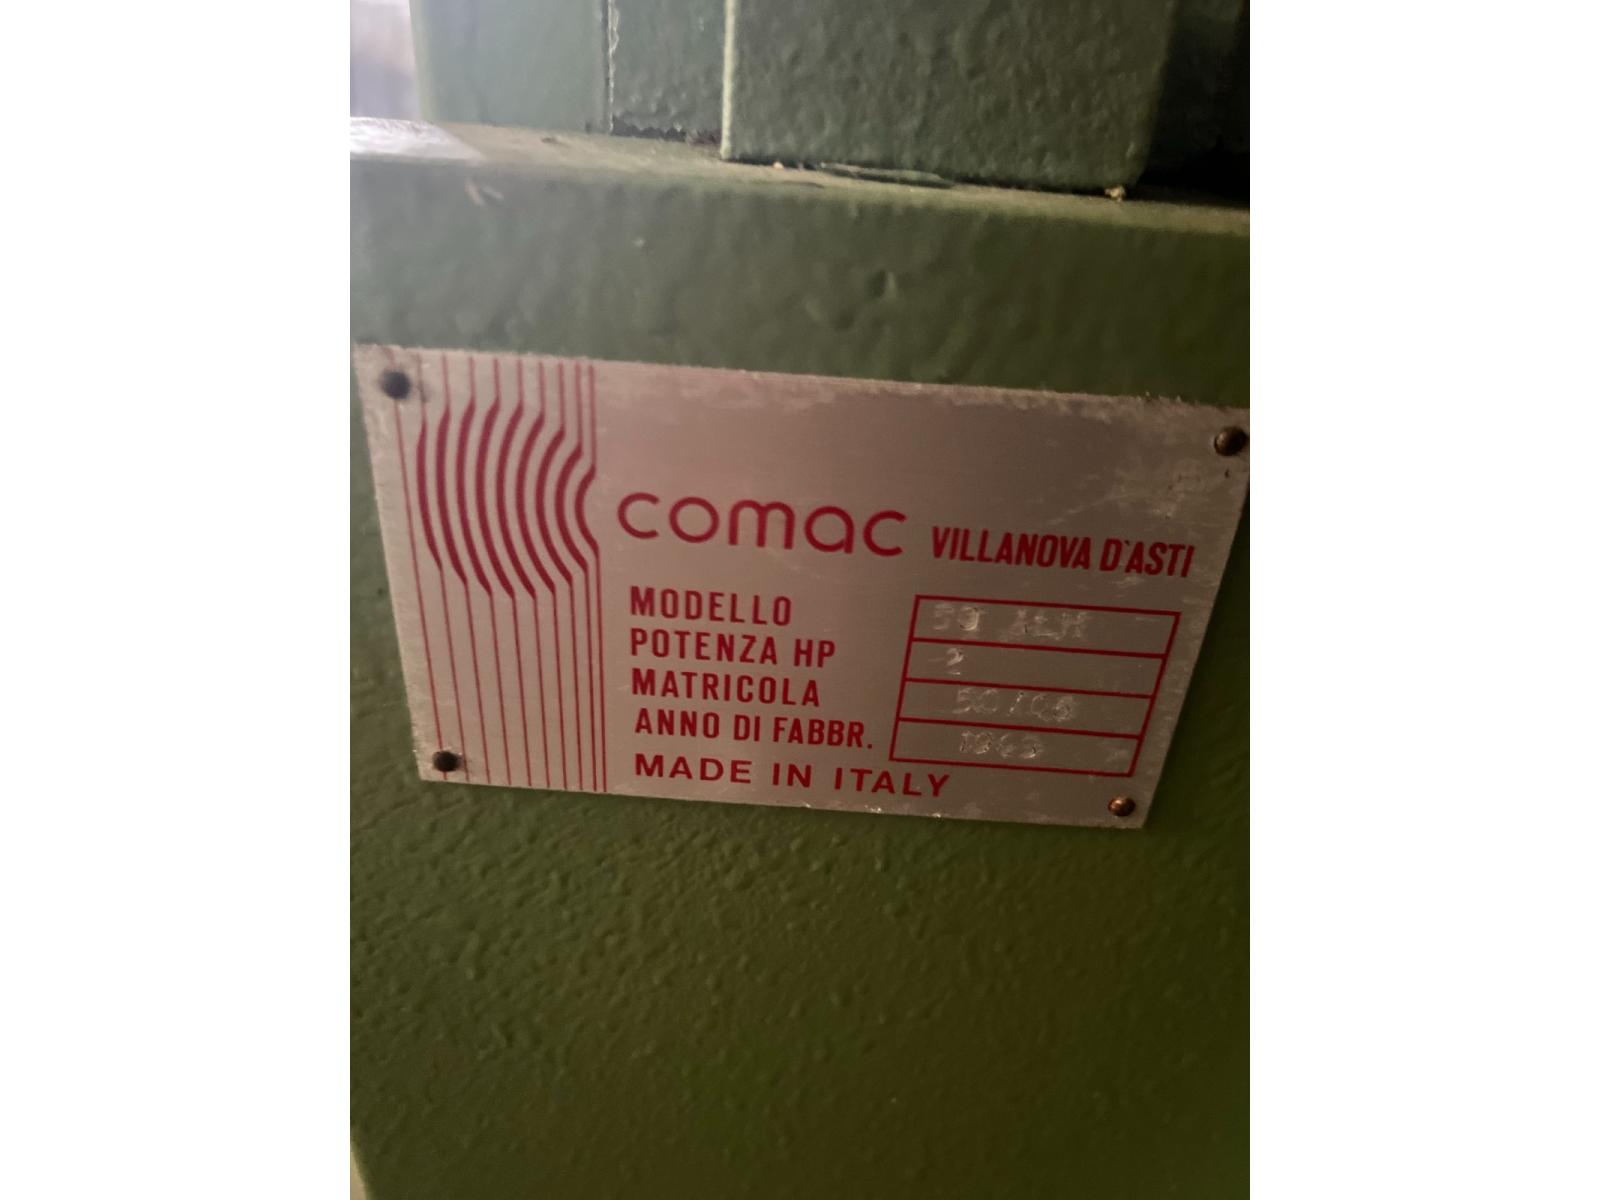 comac VILLANOVA D'ASTI
MODELLO
POTENZA HP 2
MATRICOLA
ANNO DI FABBR.
MADE IN ITALY